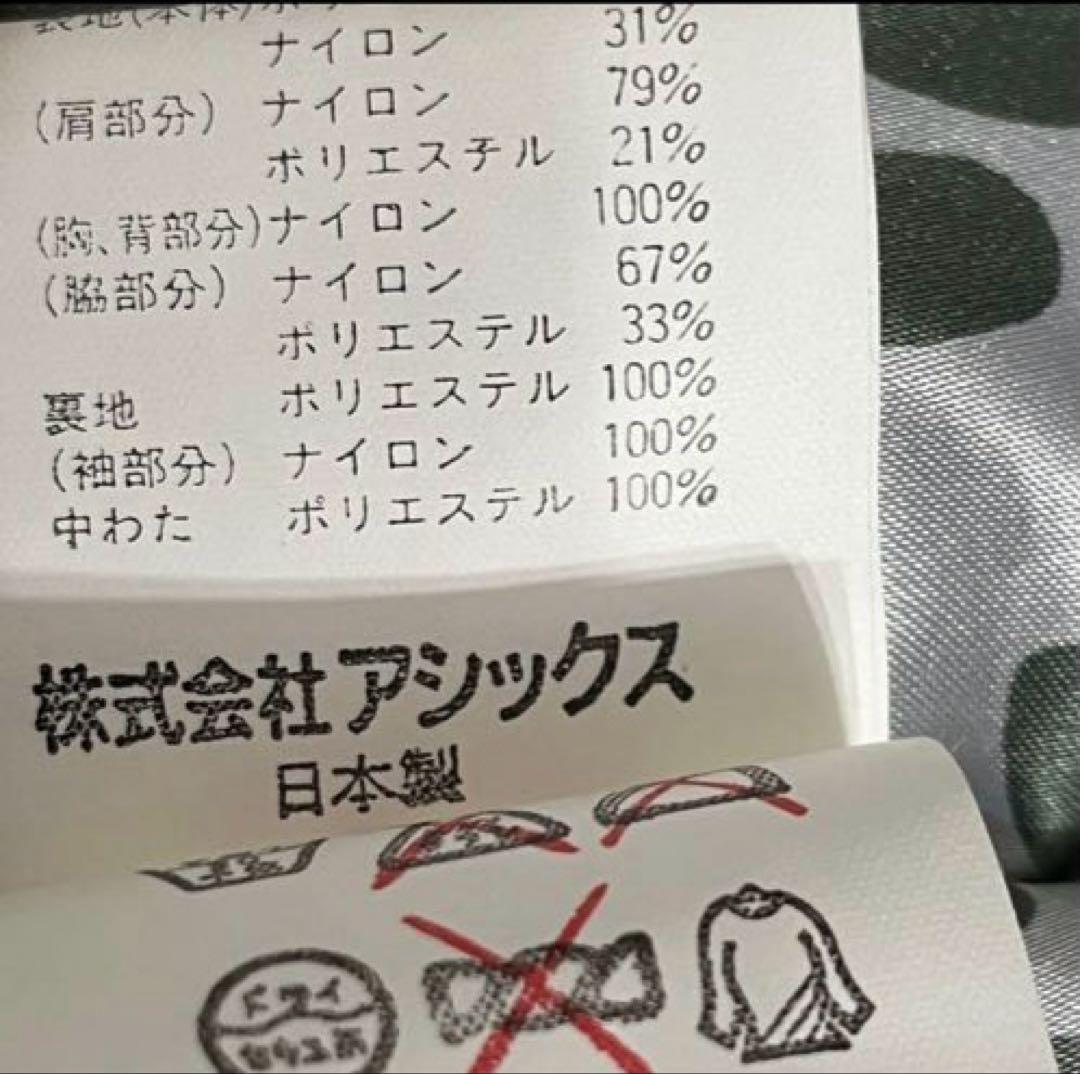 ナイロン 31%
(肩部分) ナイロン 79%
ポリエステル 21%
(胸、背部分)ナイロン 100%
(脇部分) ナイロン 67%
ポリエステル 33%
裏地 ポリエステル 100%
(袖部分) ナイロン 100%
中わた ポリエステル 100%
株式会社アシックス
日本製
ドライ
セキユ系